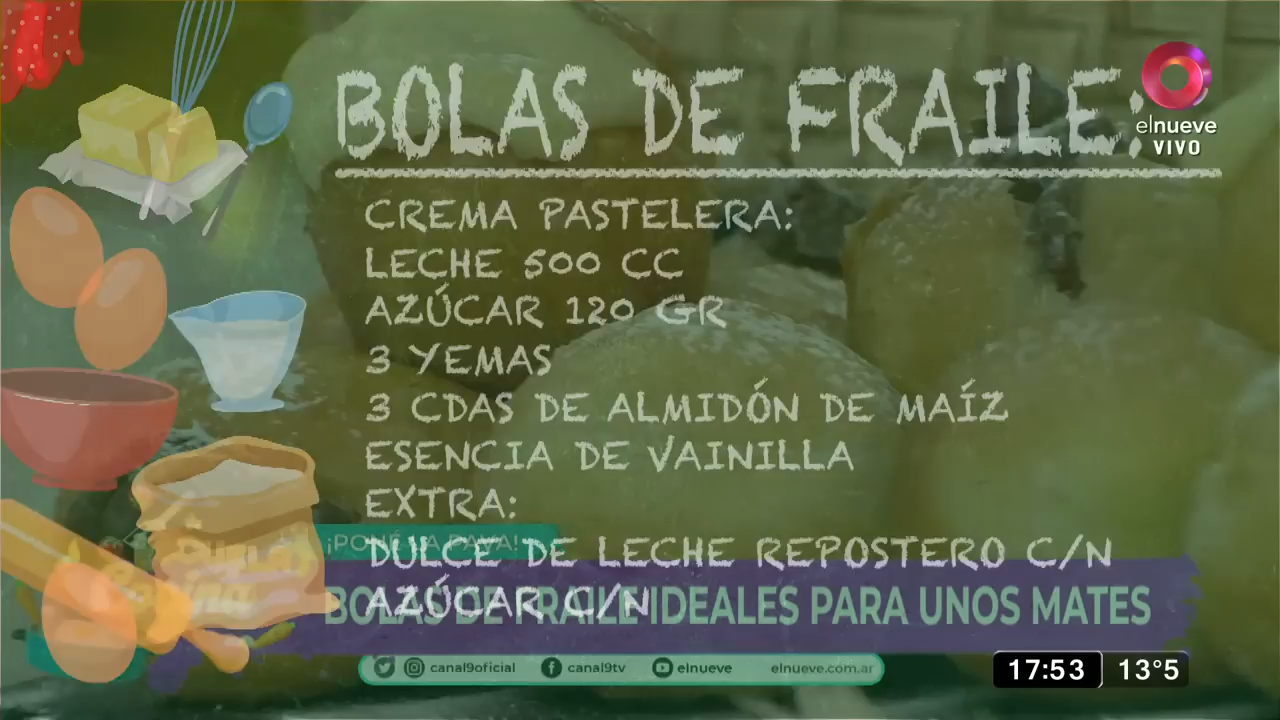 BOLAS DE FRAILE:
elnueve
VIVO
CREMA PASTELERA:
LECHE 500 CC
AZÚCAR 120 GR
3 YEMAS
3 CDAS DE ALMIDÓN DE MAÍZ
ESENCIA DE VAINILLA
EXTRA:
¡PONÉ LA PAVA!
DULCE DE LECHE REPOSTERO C/N
AZÚCAR C/N
BOLAS DE FRAILE IDEALES PARA UNOS MATES
canal9oficial canal9tv elnueve elnueve.com.ar
17:53 13°5